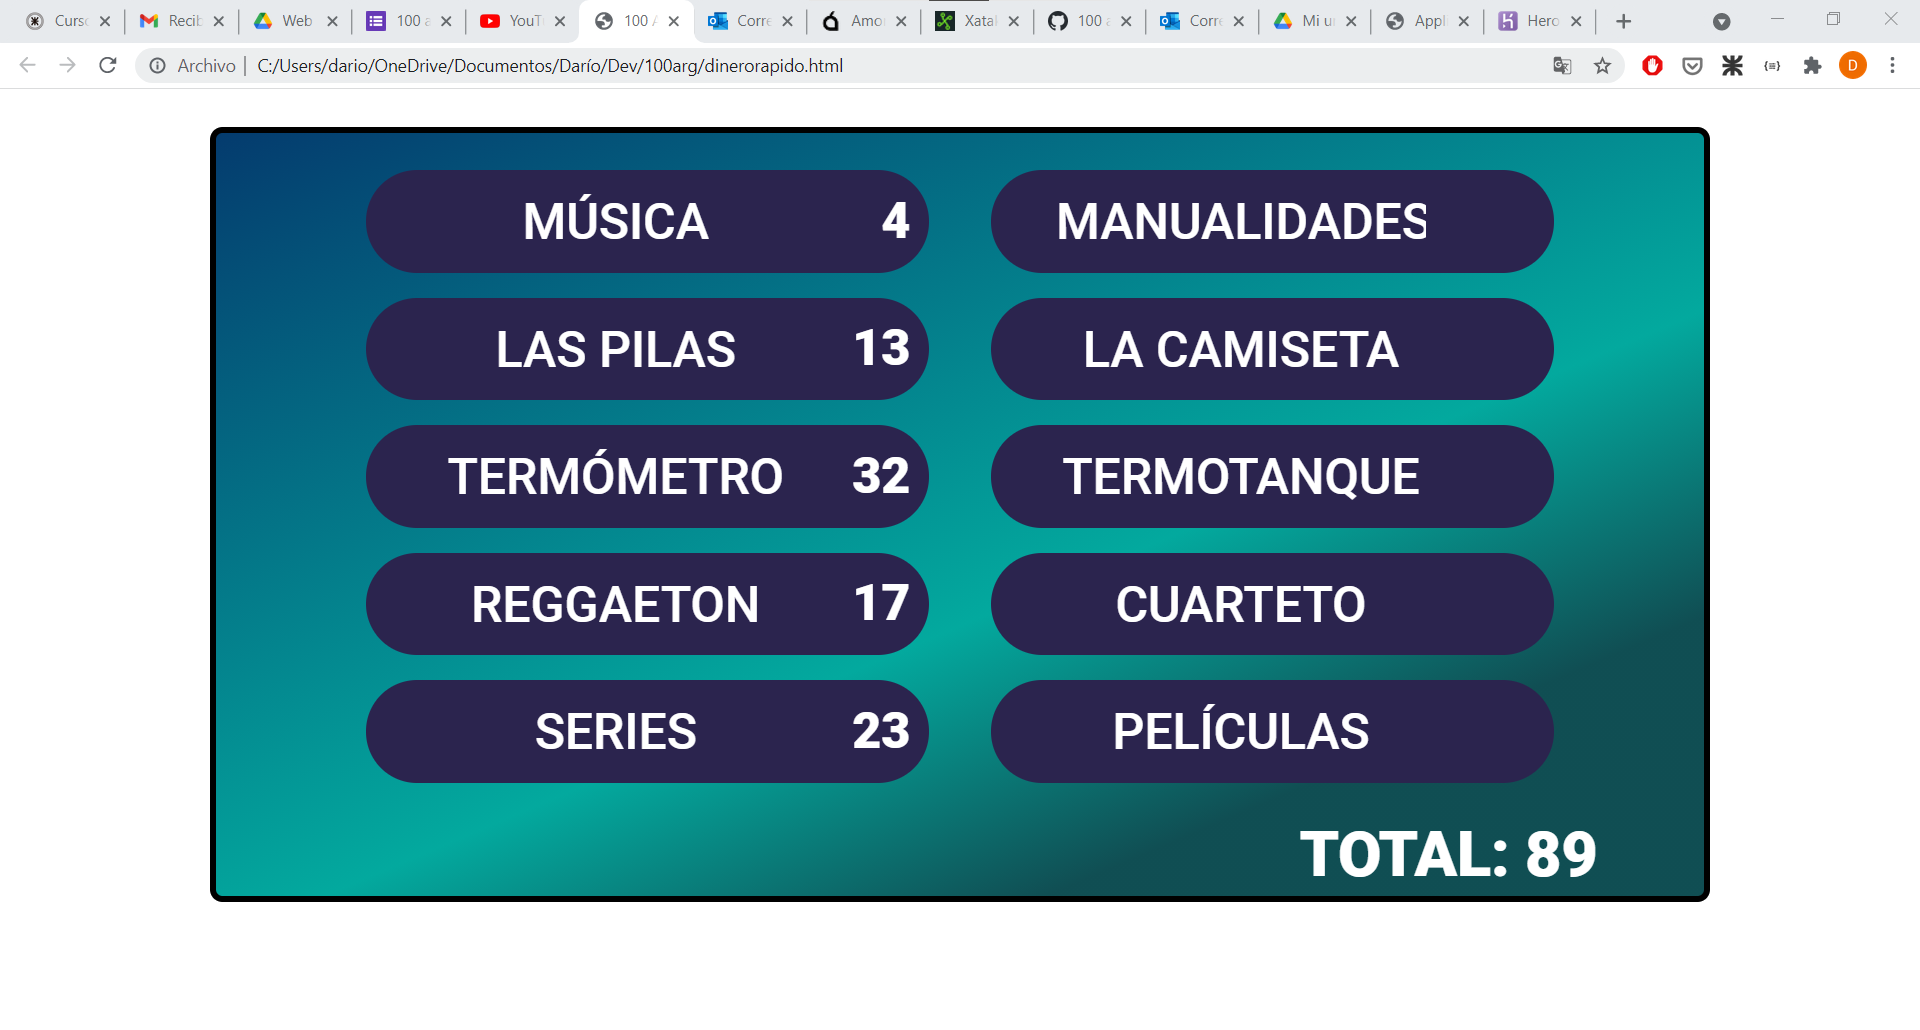 Curs
Recib
Web
100 a
YouT
100 A
Corre
Amo
Xatak
100 a
Corre
Mi u
Appl
Hero
Archivo
C:/Users/dario/OneDrive/Documentos/Darío/Dev/100arg/dinerorapido.html
D
MÚSICA 4
MANUALIDADES
LAS PILAS 13
LA CAMISETA
TERMÓMETRO 32
TERMOTANQUE
REGGAETON 17
CUARTETO
SERIES 23
PELÍCULAS
TOTAL: 89